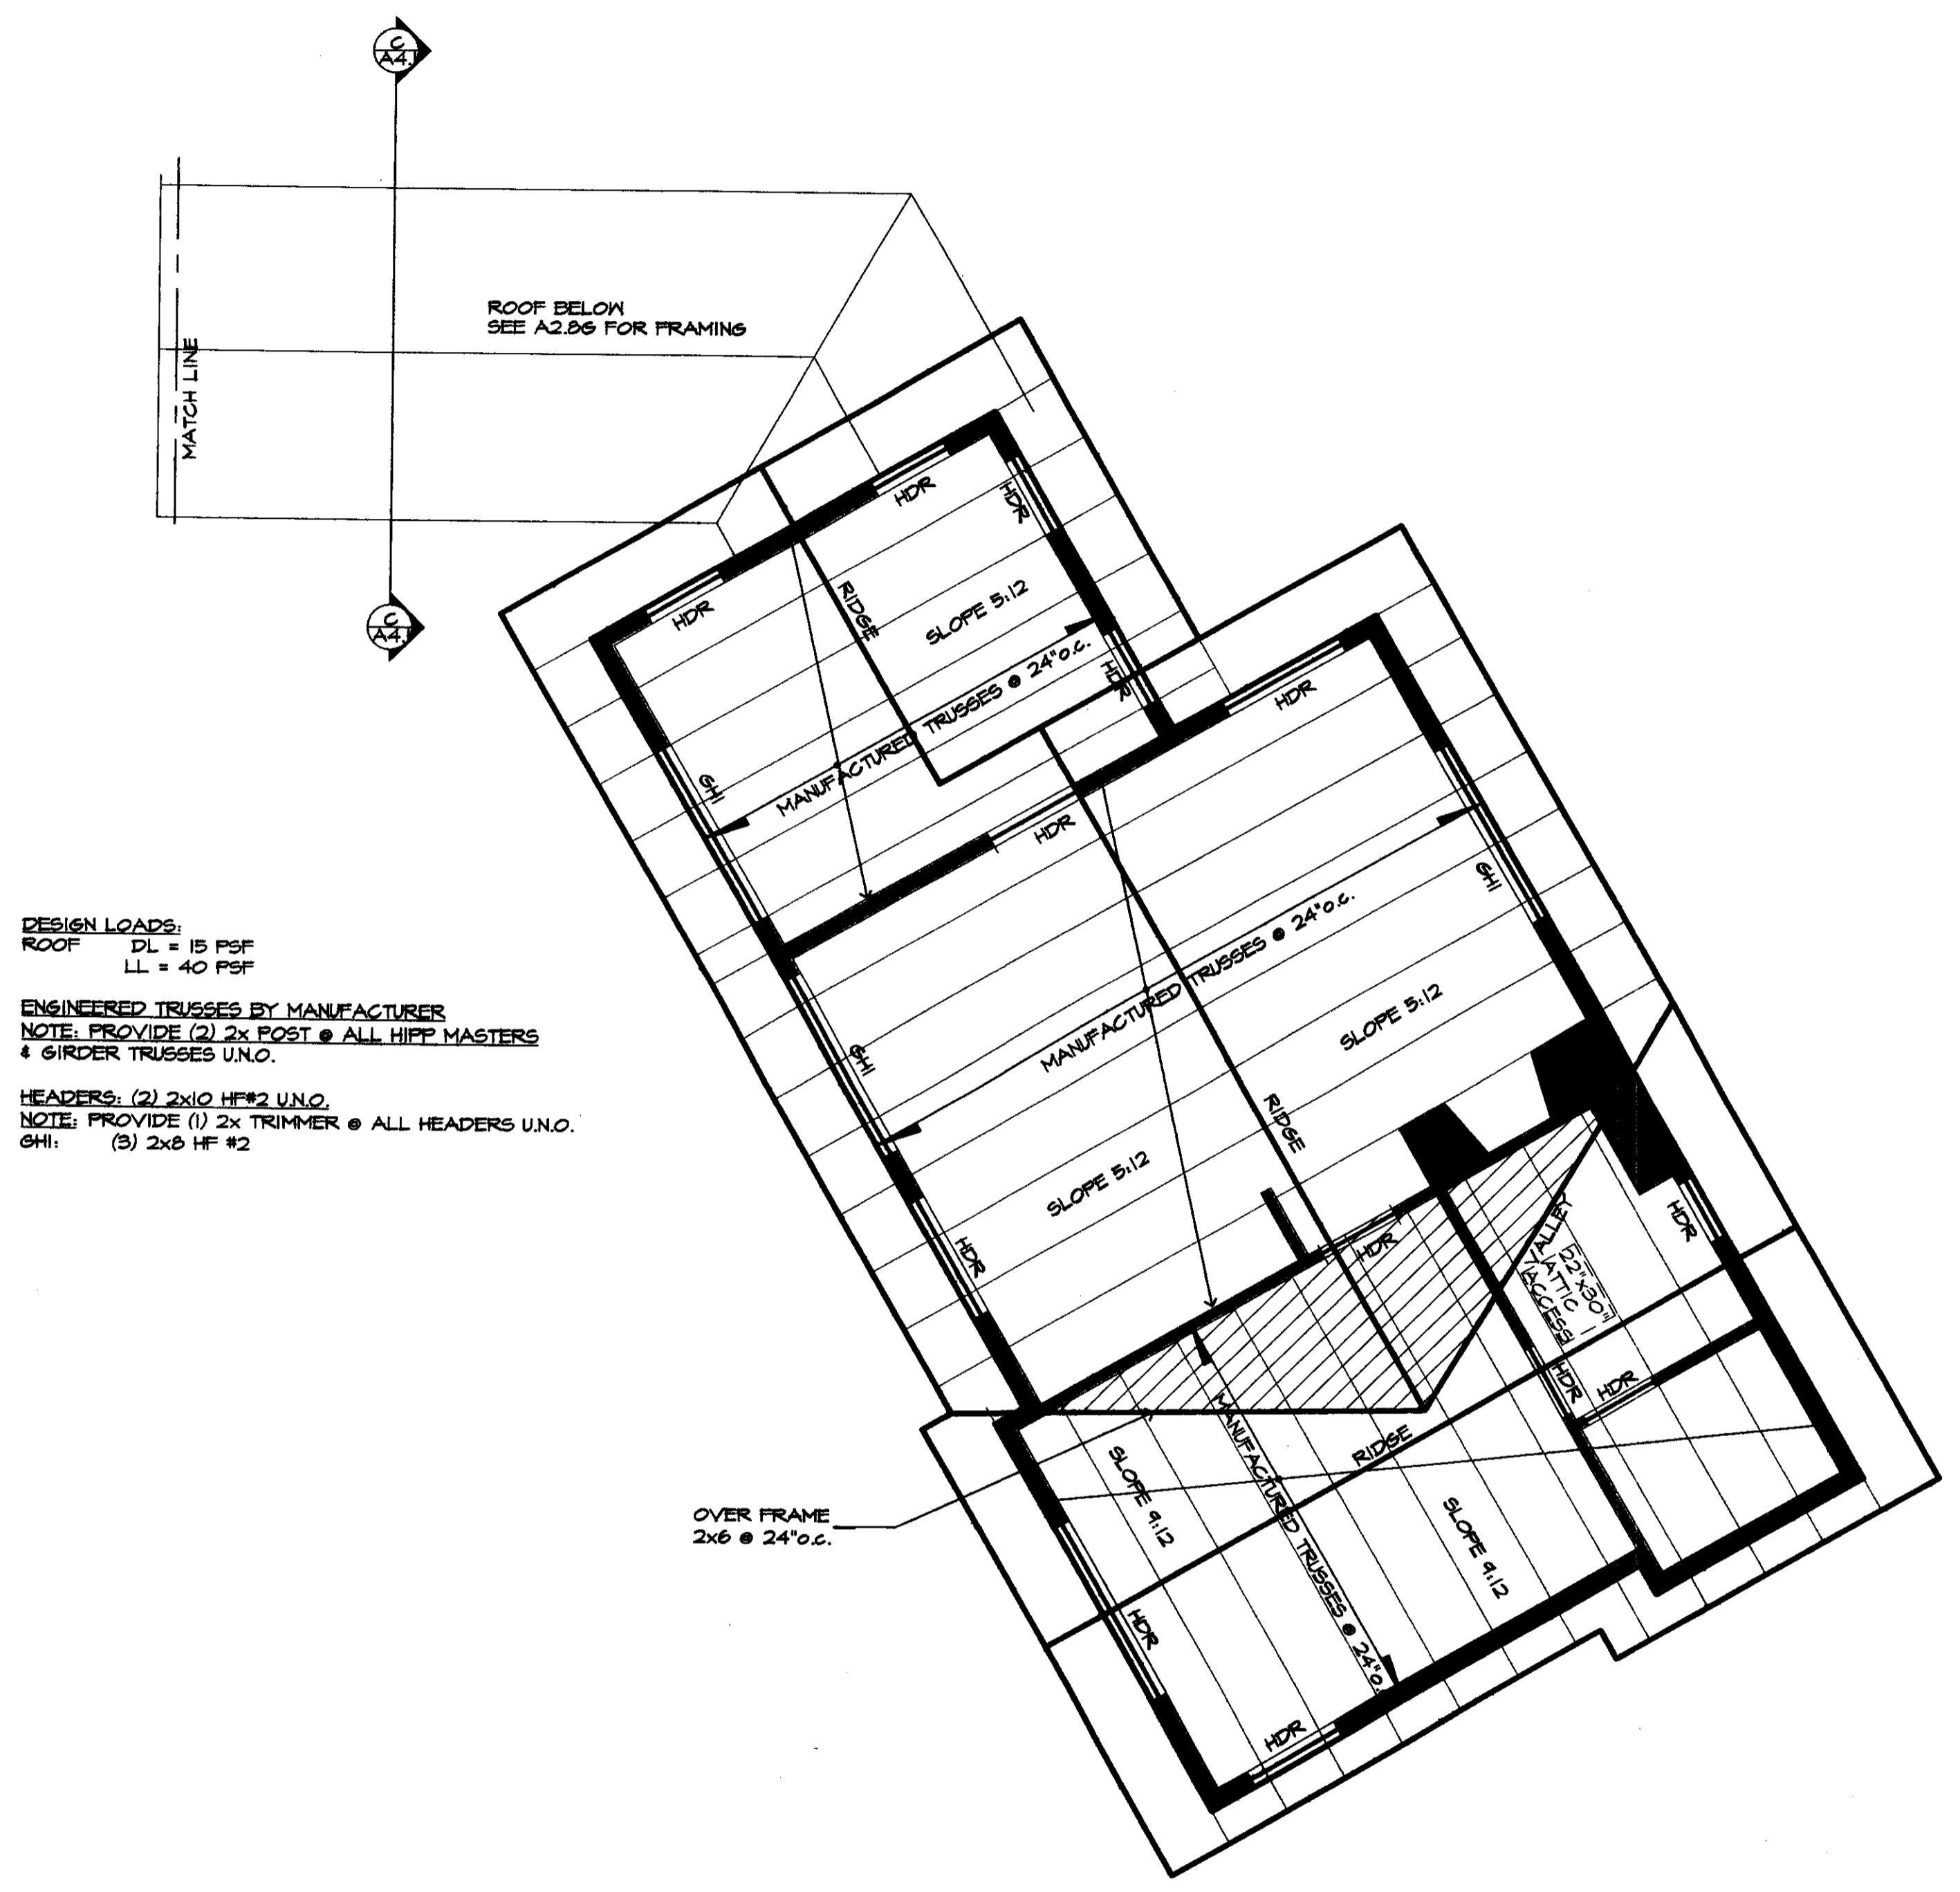 C
A4.1
ROOF BELOW
SEE A2.8G FOR FRAMING
MATCH LINE
C
A4.1
HDR
HDR
HDR
RIDGE
SLOPE 5:12
MANUFACTURED TRUSSES @ 24"o.c.
HDR
HDR
GH1
HDR
GH1
MANUFACTURED TRUSSES @ 24"o.c.
SLOPE 5:12
GH1
RIDGE
SLOPE 5:12
HDR
HDR
HDR
VALLEY
22"x30"
ATTIC
ACCESS
HDR
HDR
RIDGE
SLOPE 9:12
MANUFACTURED TRUSSES @ 24"o.
SLOPE 9:12
HDR
HDR
OVER FRAME
2x6 @ 24"o.c.
DESIGN LOADS:
ROOF DL = 15 PSF
LL = 40 PSF
ENGINEERED TRUSSES BY MANUFACTURER
NOTE: PROVIDE (2) 2x POST @ ALL HIPP MASTERS
& GIRDER TRUSSES U.N.O.
HEADERS: (2) 2x10 HF#2 U.N.O.
NOTE: PROVIDE (1) 2x TRIMMER @ ALL HEADERS U.N.O.
GH1: (3) 2x8 HF #2